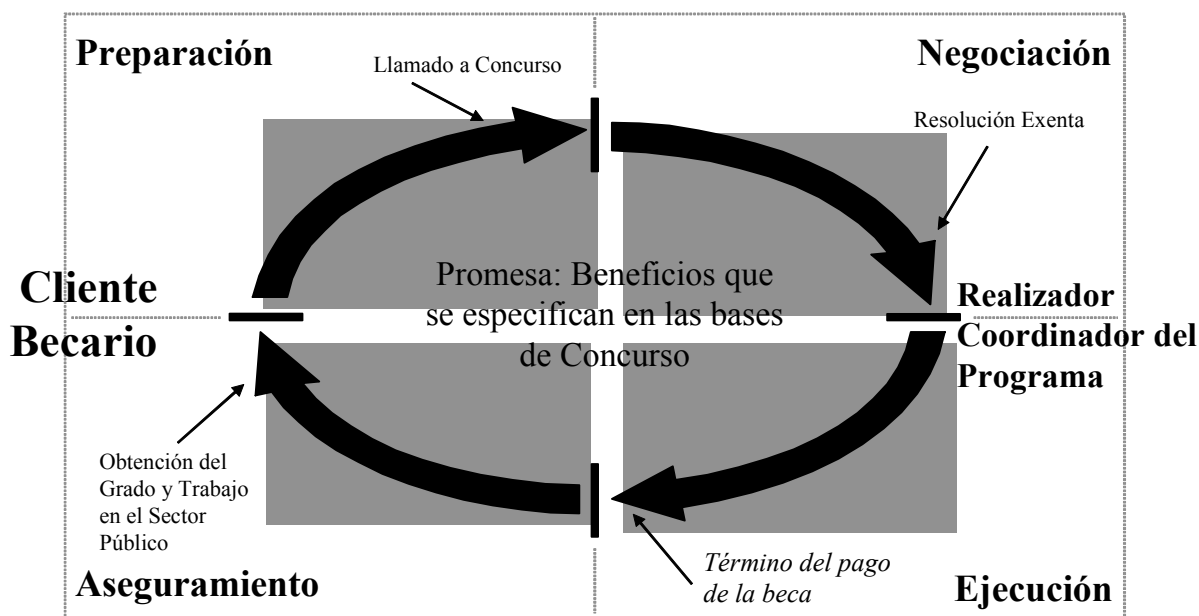 Preparación
Negociación
Llamado a Concurso
Resolución Exenta
Cliente
Becario
Promesa: Beneficios que
se especifican en las bases
de Concurso
Realizador
Coordinador del
Programa
Obtención del
Grado y Trabajo
en el Sector
Público
Término del pago
de la beca
Aseguramiento
Ejecución